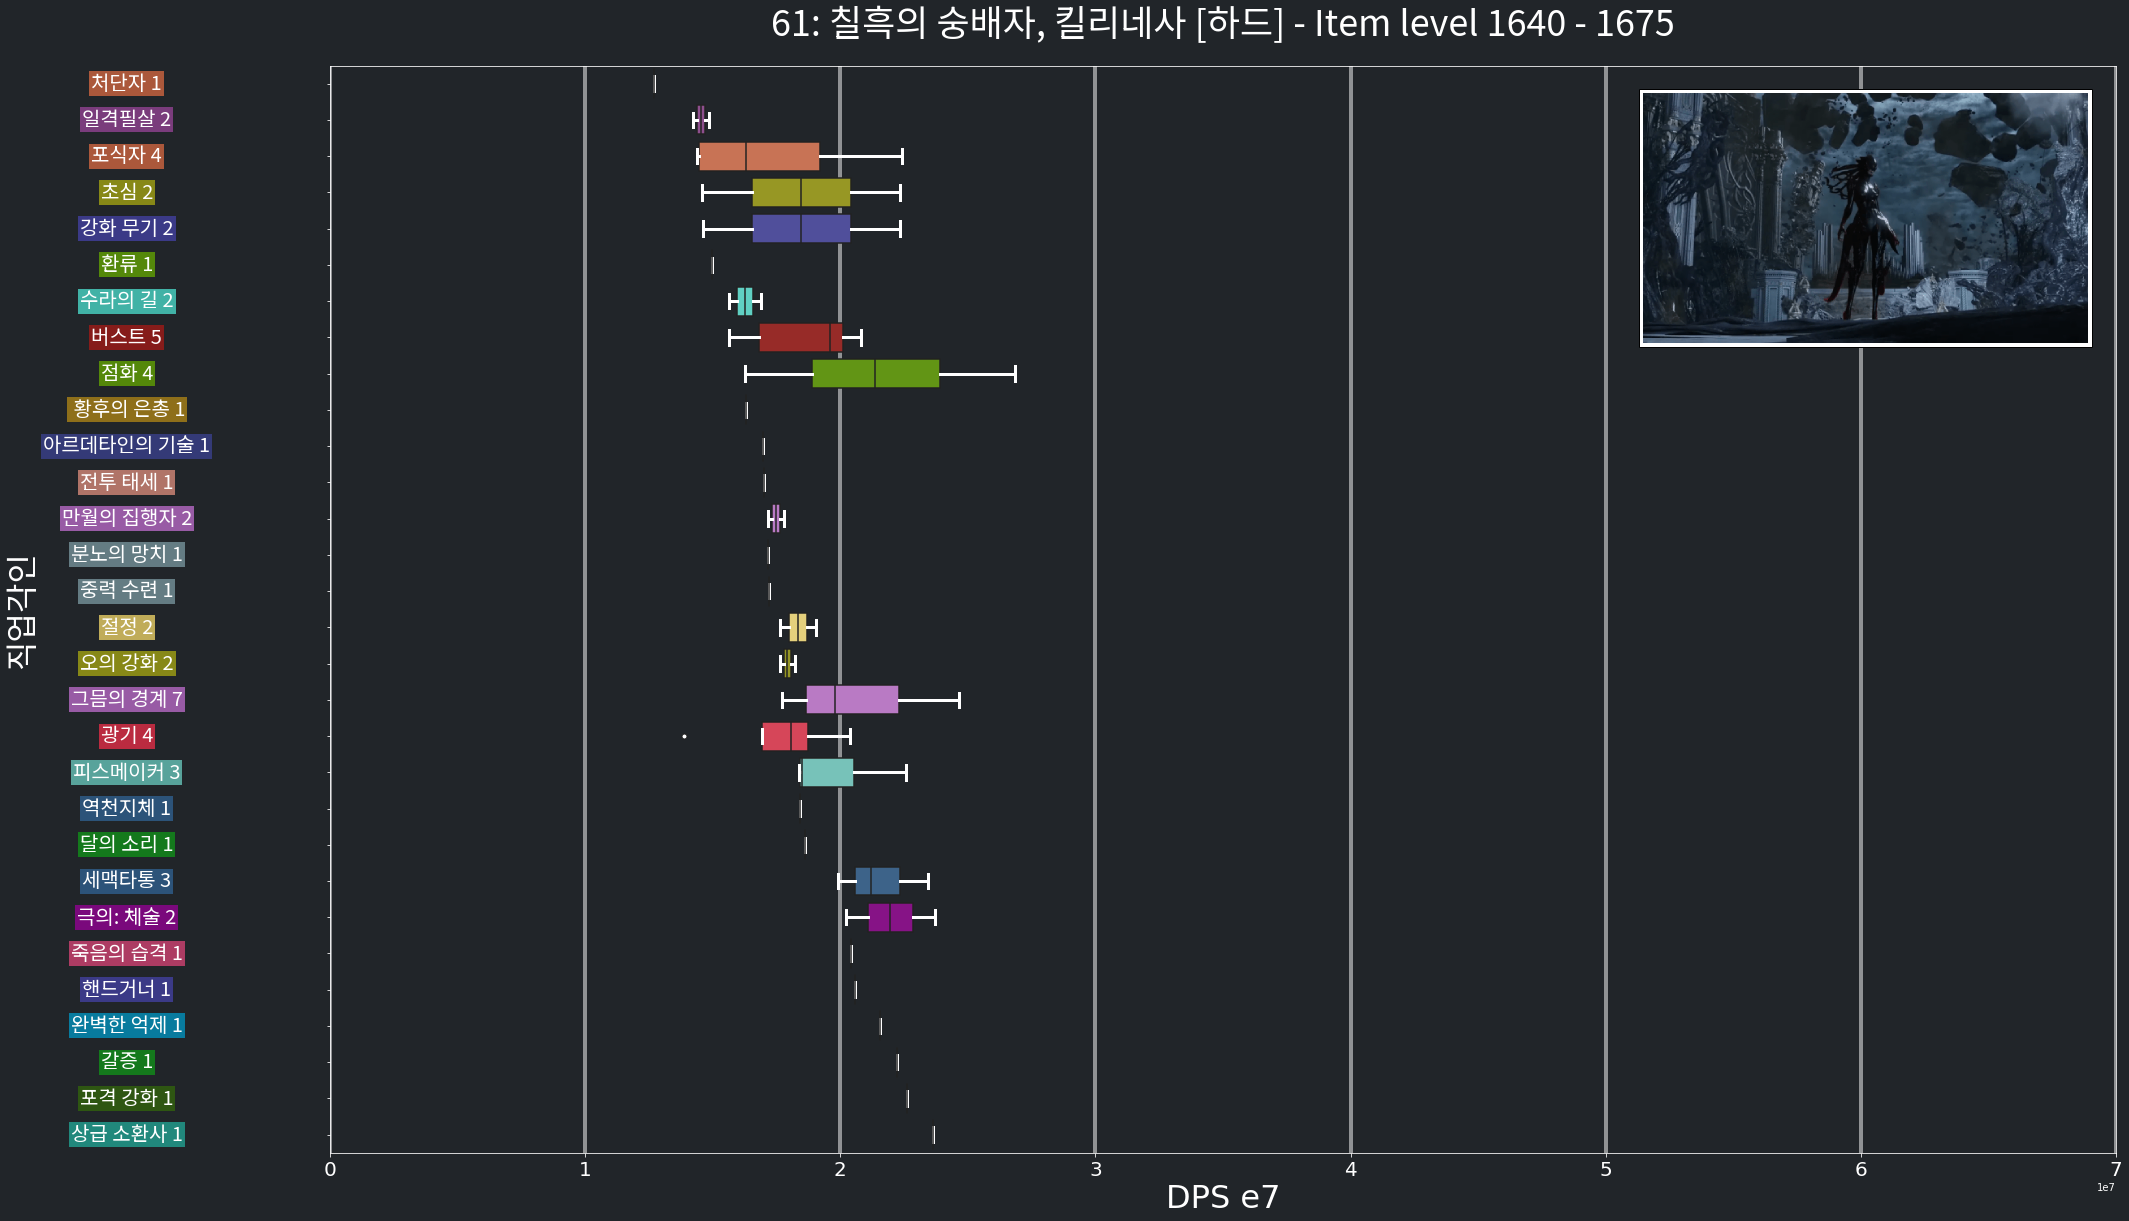 61: 칠흑의 숭배자, 킬리네사 [하드] - Item level 1640 - 1675
처단자 1
일격필살 2
포식자 4
초심 2
강화 무기 2
환류 1
수라의 길 2
버스트 5
점화 4
황후의 은총 1
아르데타인의 기술 1
전투 태세 1
만월의 집행자 2
분노의 망치 1
중력 수련 1
절정 2
오의 강화 2
그믐의 경계 7
광기 4
피스메이커 3
역천지체 1
달의 소리 1
세맥타통 3
극의: 체술 2
죽음의 습격 1
핸드거너 1
완벽한 억제 1
갈증 1
포격 강화 1
상급 소환사 1
직업각인
0 1 2 3 4 5 6 7
1e7
DPS e7